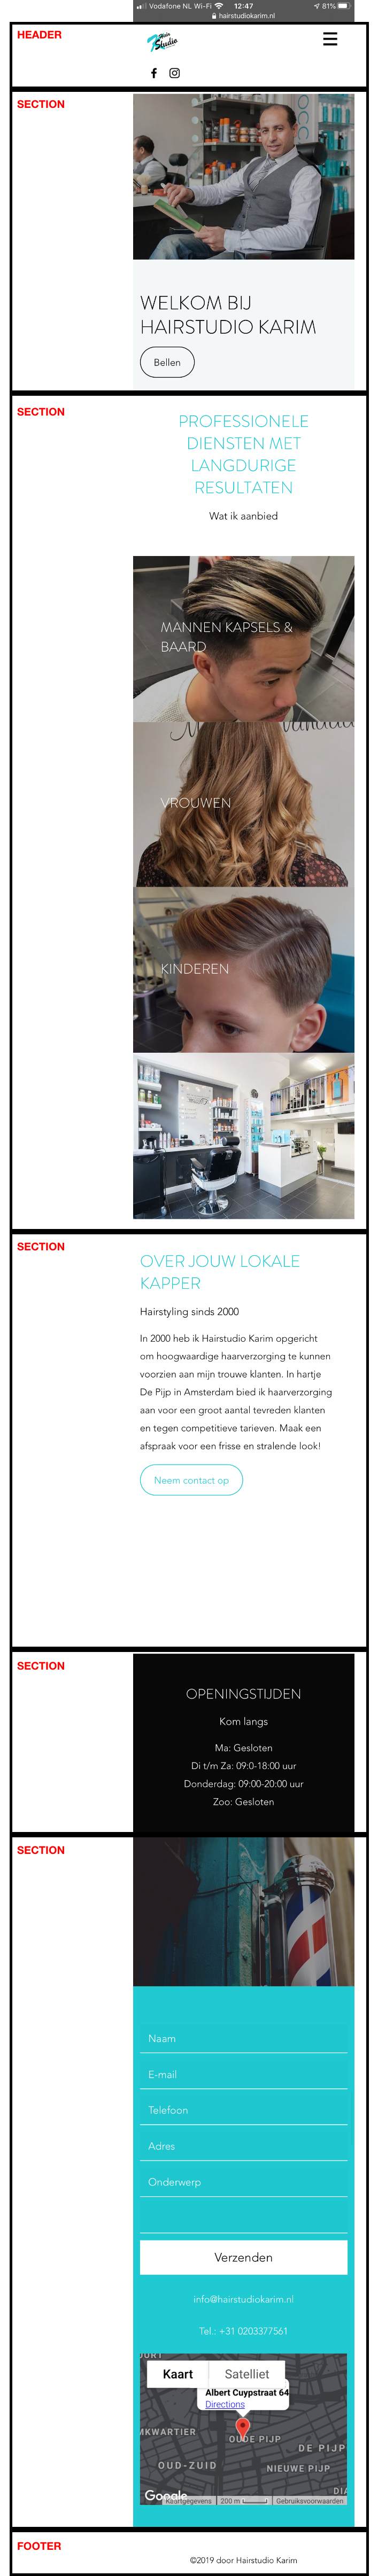 Vodafone NL Wi-Fi 12:47 81%
hairstudiokarim.nl
HEADER
Hair
Studio
SECTION
WELKOM BIJ
HAIRSTUDIO KARIM
Bellen
SECTION
PROFESSIONELE
DIENSTEN MET
LANGDURIGE
RESULTATEN
Wat ik aanbied
MANNEN KAPSELS &
BAARD
VROUWEN
KINDEREN
SECTION
OVER JOUW LOKALE
KAPPER
Hairstyling sinds 2000
In 2000 heb ik Hairstudio Karim opgericht
om hoogwaardige haarverzorging te kunnen
voorzien aan mijn trouwe klanten. In hartje
De Pijp in Amsterdam bied ik haarverzorging
aan voor een groot aantal tevreden klanten
en tegen competitieve tarieven. Maak een
afspraak voor een frisse en stralende look!
Neem contact op
SECTION
OPENINGSTIJDEN
Kom langs
Ma: Gesloten
Di t/m Za: 09:0-18:00 uur
Donderdag: 09:00-20:00 uur
Zoo: Gesloten
SECTION
Naam
E-mail
Telefoon
Adres
Onderwerp
Verzenden
info@hairstudiokarim.nl
Tel.: +31 0203377561
Kaart Satelliet
Albert Cuypstraat 64
Directions
MKWARTIER
OUDE PIJP
DE PIJP
OUD-ZUID
NIEUWE PIJP
DIA
Google
Kaartgegevens 200 m Gebruiksvoorwaarden
FOOTER
©2019 door Hairstudio Karim